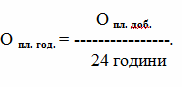 О пл. доб.
О пл. год. = ----------------.
24 години